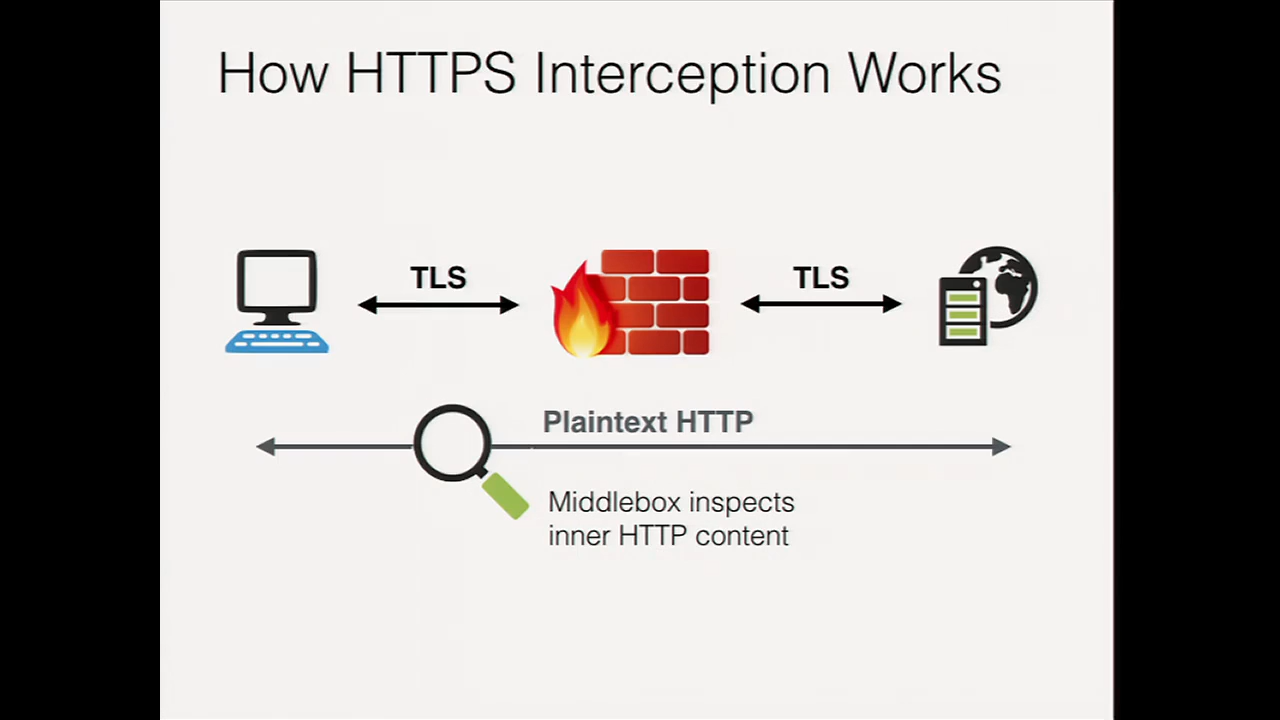 How HTTPS Interception Works
TLS
TLS
Plaintext HTTP
Middlebox inspects
inner HTTP content